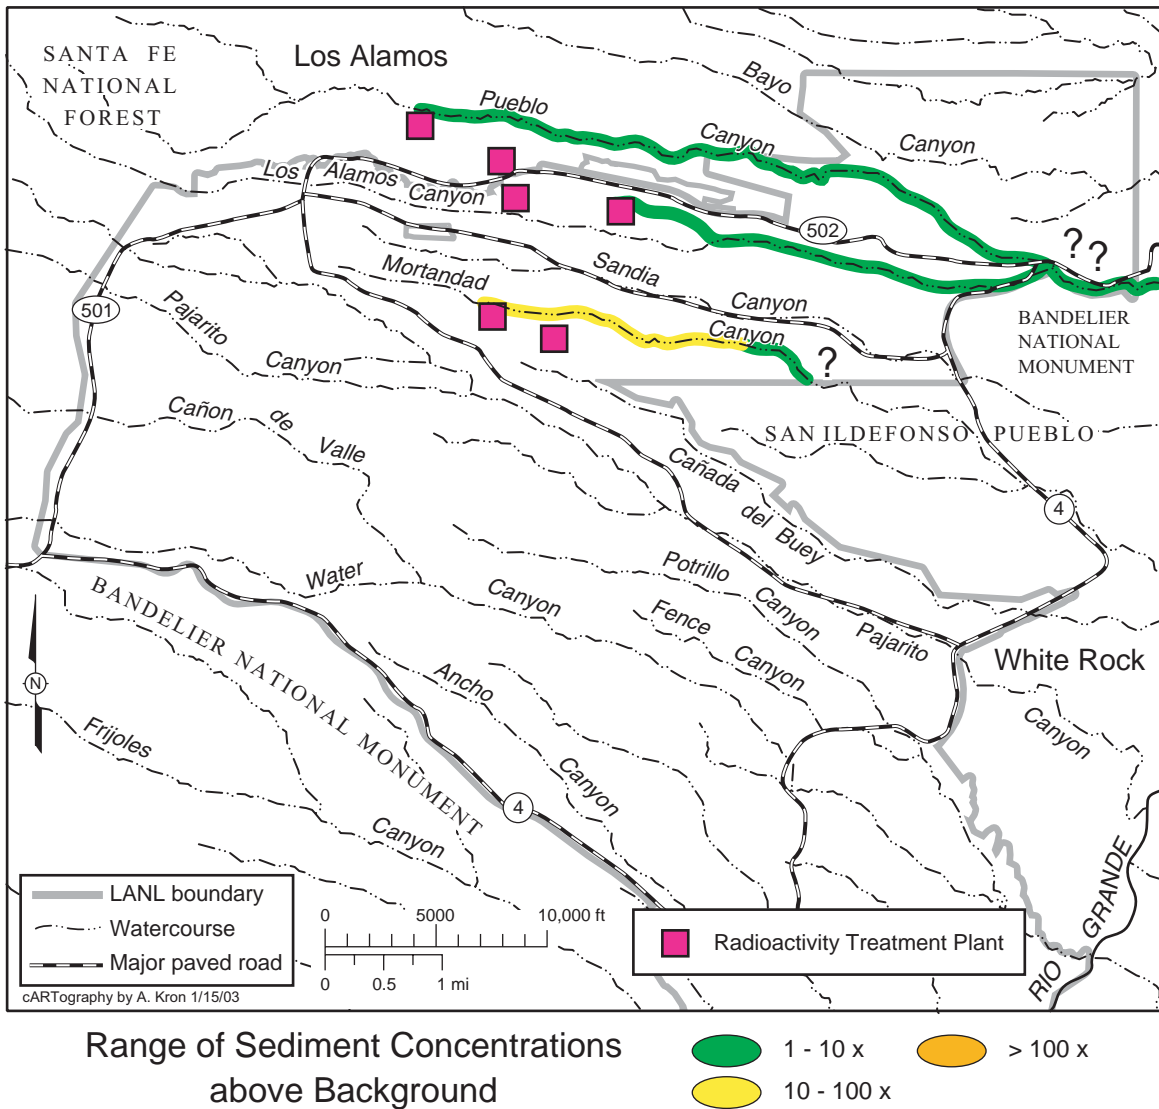 SANTA FE
NATIONAL
FOREST
Los Alamos
Bayo
Canyon
Pueblo
Canyon
Los Alamos
Canyon
502
Sandia
Canyon
Mortandad
Canyon
? ?
?
501
Pajarito
Canyon
BANDELIER
NATIONAL
MONUMENT
Cañon de Valle
SAN ILDEFONSO PUEBLO
Cañada del Buey
4
Water
Canyon
Potrillo
Canyon
Fence
Canyon
Pajarito
White Rock
Canyon
BANDELIER NATIONAL MONUMENT
N
Ancho
Canyon
Frijoles
Canyon
4
RIO GRANDE
LANL boundary
Watercourse
Major paved road
cARTography by A. Kron 1/15/03
0 5000 10,000 ft
0 0.5 1 mi
Radioactivity Treatment Plant
Range of Sediment Concentrations
above Background
1 - 10 x
> 100 x
10 - 100 x